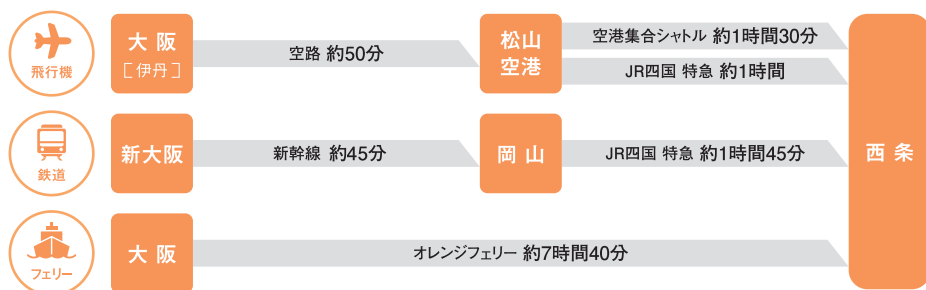 飛行機
大阪
［伊丹］
空路 約50分
松山
空港
空港集合シャトル 約1時間30分
JR四国 特急 約1時間
鉄道
新大阪
新幹線 約45分
岡山
JR四国 特急 約1時間45分
西条
フェリー
大阪
オレンジフェリー 約7時間40分